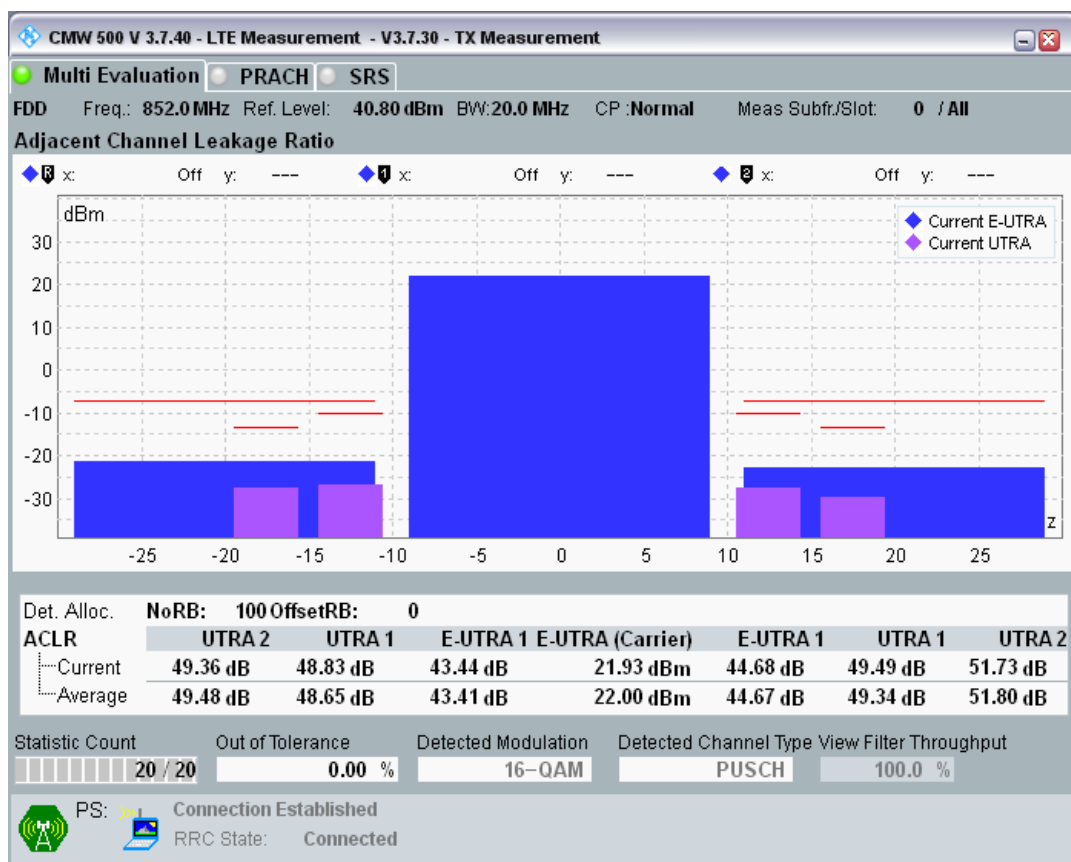 CMW 500 V 3.7.40 - LTE Measurement - V3.7.30 - TX Measurement
Multi Evaluation PRACH SRS
FDD Freq.: 852.0 MHz Ref. Level: 40.80 dBm BW:20.0 MHz CP :Normal Meas Subfr./Slot: 0 / All
Adjacent Channel Leakage Ratio
R x: Off y: --- 1 x: Off y: --- 2 x: Off y: ---
dBm
Current E-UTRA
Current UTRA
30
20
10
0
-10
-20
-30
z
-25 -20 -15 -10 -5 0 5 10 15 20 25
Det. Alloc. NoRB: 100 OffsetRB: 0
ACLR UTRA 2 UTRA 1 E-UTRA 1 E-UTRA (Carrier) E-UTRA 1 UTRA 1 UTRA 2
Current 49.36 dB 48.83 dB 43.44 dB 21.93 dBm 44.68 dB 49.49 dB 51.73 dB
Average 49.48 dB 48.65 dB 43.41 dB 22.00 dBm 44.67 dB 49.34 dB 51.80 dB
Statistic Count Out of Tolerance Detected Modulation Detected Channel Type View Filter Throughput
20 / 20 0.00 % 16-QAM PUSCH 100.0 %
PS: Connection Established
RRC State: Connected